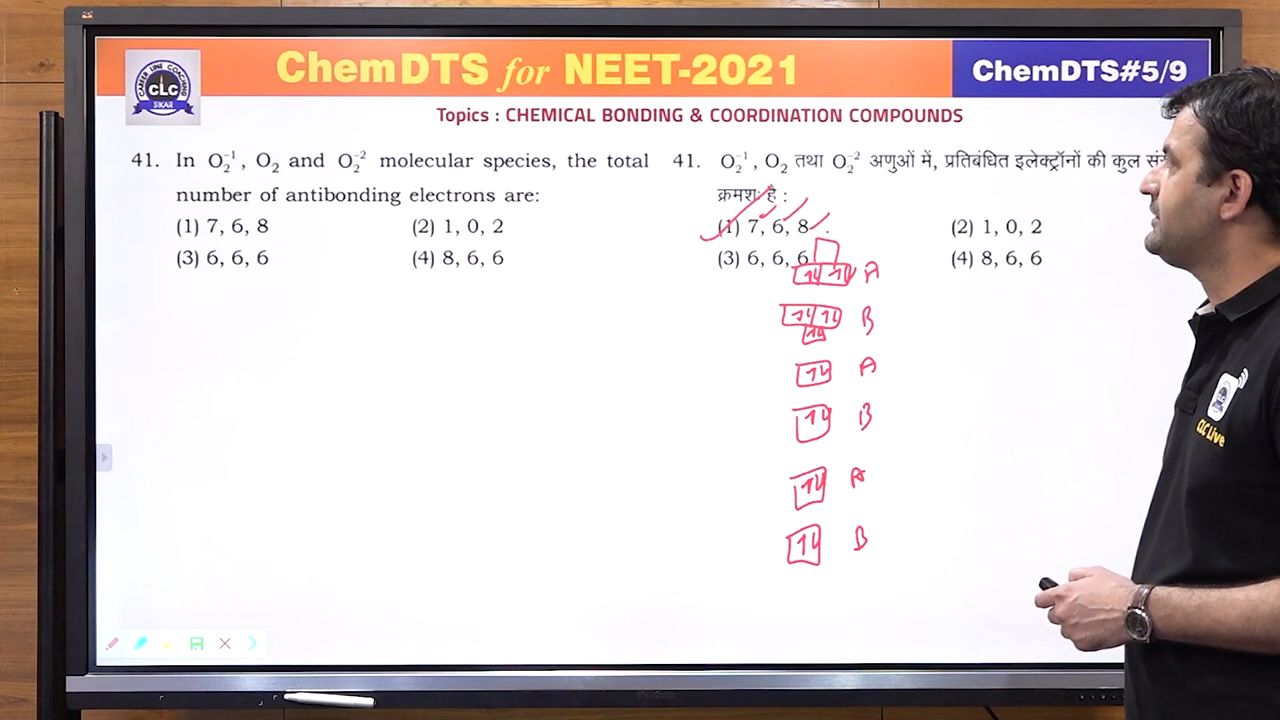 ChemDTS for NEET-2021
ChemDTS#5/9
CAREER LINE COACHING
CLC
SIKAR
Topics : CHEMICAL BONDING & COORDINATION COMPOUNDS
41. In O₂⁻¹, O₂ and O₂⁻² molecular species, the total
number of antibonding electrons are:
(1) 7, 6, 8 (2) 1, 0, 2
(3) 6, 6, 6 (4) 8, 6, 6
41. O₂⁻¹, O₂ तथा O₂⁻² अणुओं में, प्रतिबंधित इलेक्ट्रॉनों की कुल
क्रमशः है :
(1) 7, 6, 8 (2) 1, 0, 2
(3) 6, 6, 6 (4) 8, 6, 6
A
B
A
B
A
B
CLC Live